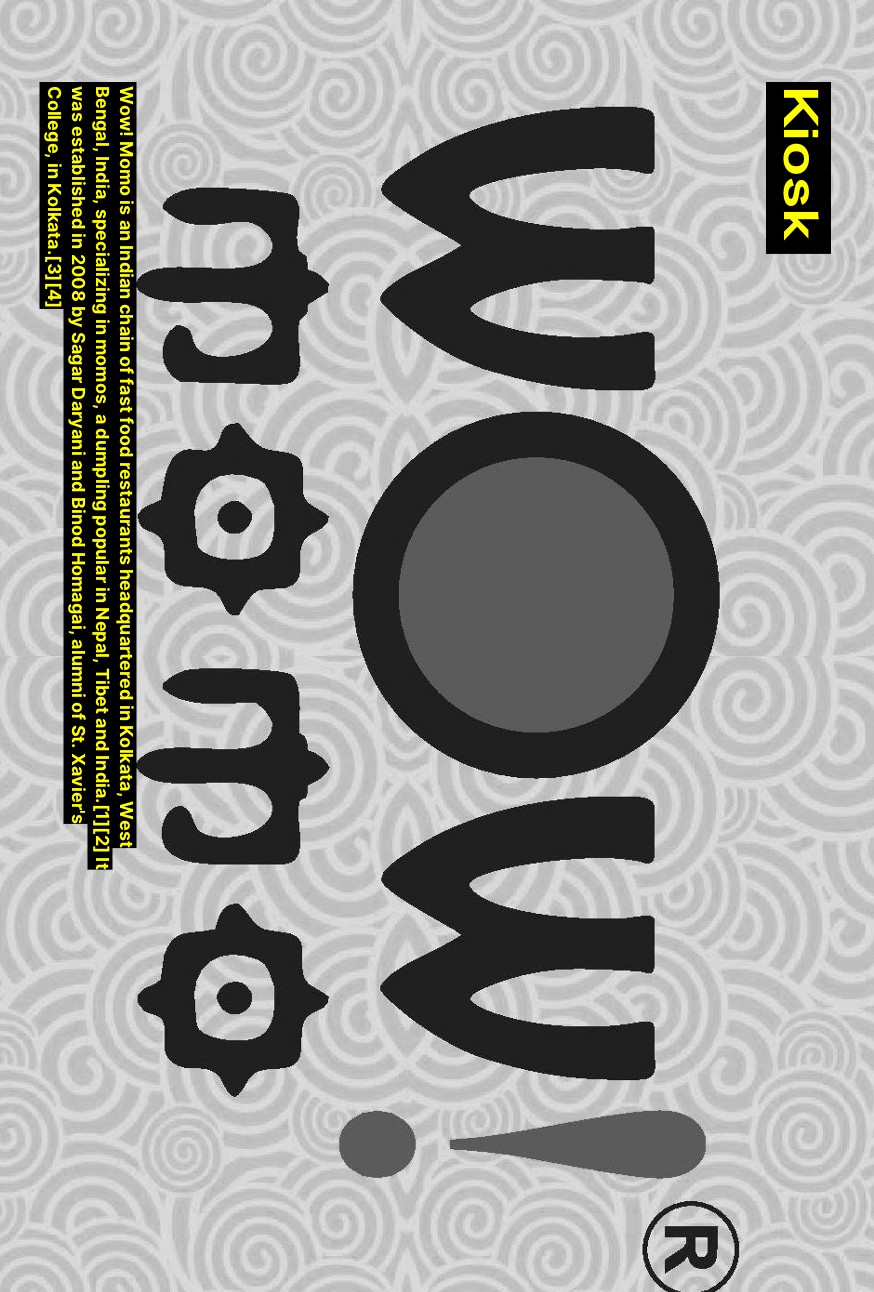 Kiosk
WOW!
®
momo
Wow! Momo is an Indian chain of fast food restaurants headquartered in Kolkata, West
Bengal, India, specializing in momos, a dumpling popular in Nepal, Tibet and India.[1][2] It
was established in 2008 by Sagar Daryani and Binod Homagai, alumni of St. Xavier's
College, in Kolkata.[3][4]